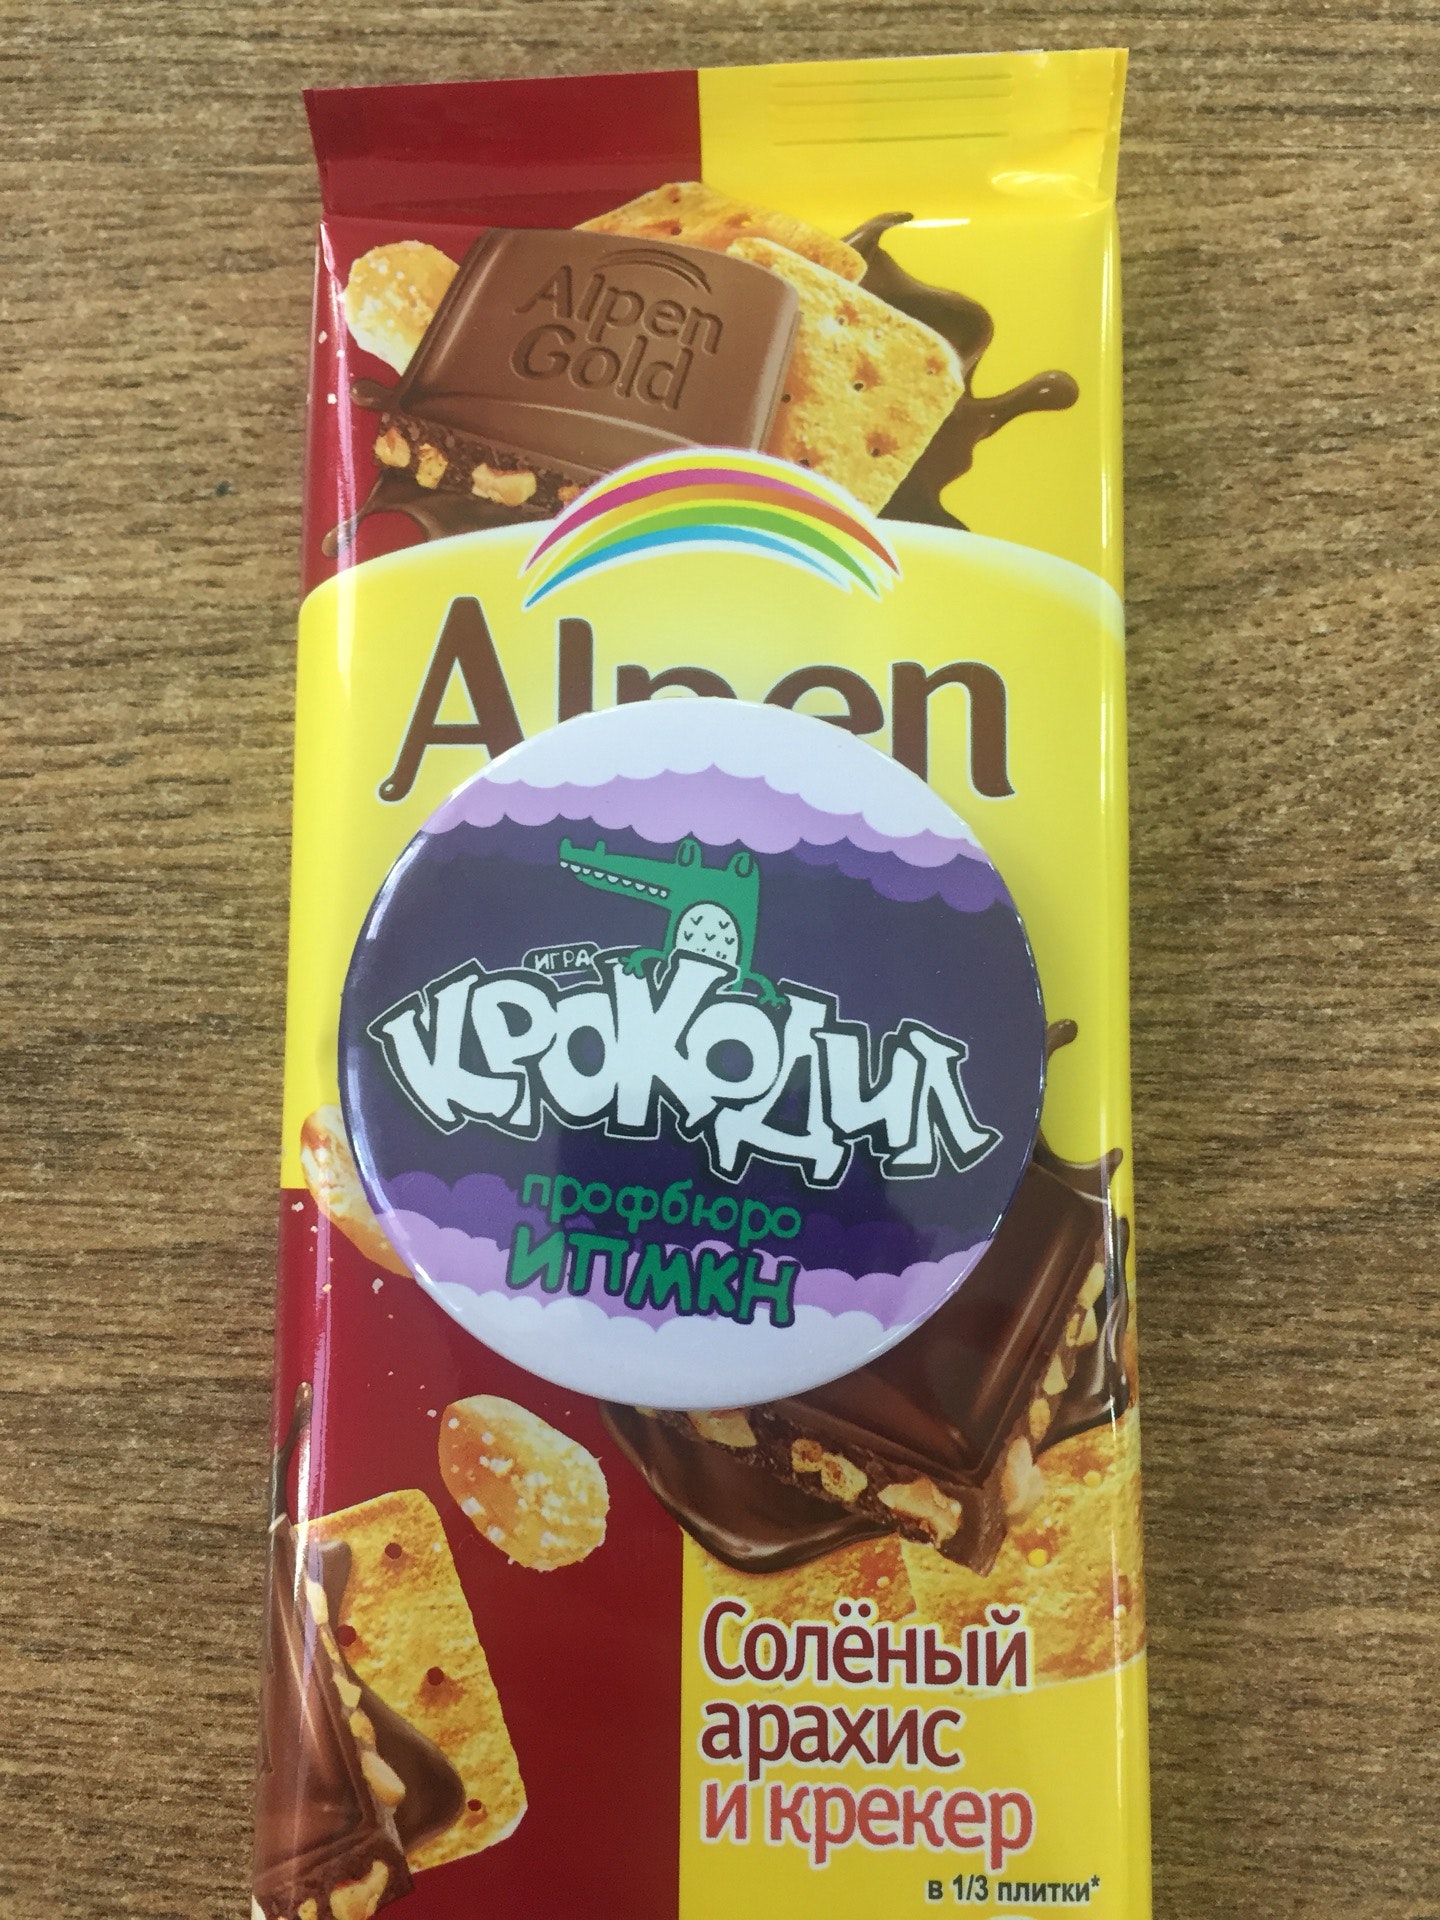 Alpen
Gold
Alpen
ИГРА
КРОКОДИЛ
профбюро
ИПМКН
Солёный
арахис
и крекер
в 1/3 плитки*